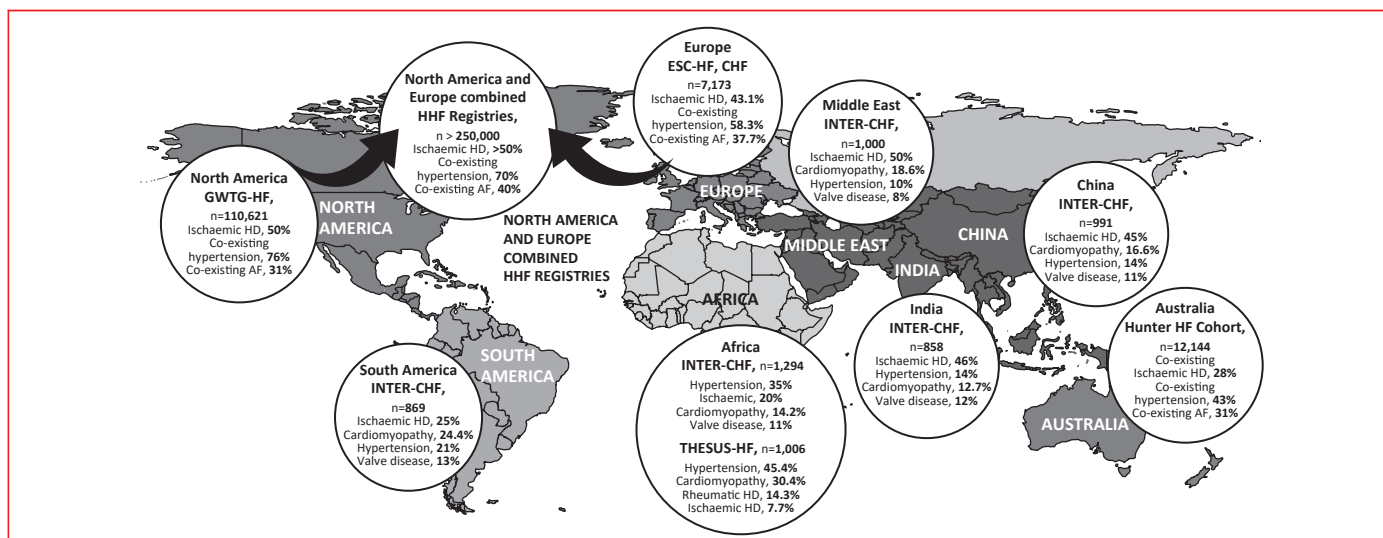 North America and
Europe combined
HHF Registries,
n > 250,000
Ischaemic HD, >50%
Co-existing
hypertension, 70%
Co-existing AF, 40%
Europe
ESC-HF, CHF
n=7,173
Ischaemic HD, 43.1%
Co-existing
hypertension, 58.3%
Co-existing AF, 37.7%
Middle East
INTER-CHF,
n=1,000
Ischaemic HD, 50%
Cardiomyopathy, 18.6%
Hypertension, 10%
Valve disease, 8%
North America
GWTG-HF,
n=110,621
Ischaemic HD, 50%
Co-existing
hypertension, 76%
Co-existing AF, 31%
China
INTER-CHF,
n=991
Ischaemic HD, 45%
Cardiomyopathy, 16.6%
Hypertension, 14%
Valve disease, 11%
NORTH
AMERICA
NORTH AMERICA
AND EUROPE
COMBINED
HHF REGISTRIES
EUROPE
MIDDLE EAST
CHINA
INDIA
AFRICA
SOUTH
AMERICA
AUSTRALIA
South America
INTER-CHF,
n=869
Ischaemic HD, 25%
Cardiomyopathy, 24.4%
Hypertension, 21%
Valve disease, 13%
Africa
INTER-CHF, n=1,294
Hypertension, 35%
Ischaemic, 20%
Cardiomyopathy, 14.2%
Valve disease, 11%
THESUS-HF, n=1,006
Hypertension, 45.4%
Cardiomyopathy, 30.4%
Rheumatic HD, 14.3%
Ischaemic HD, 7.7%
India
INTER-CHF,
n=858
Ischaemic HD, 46%
Hypertension, 14%
Cardiomyopathy, 12.7%
Valve disease, 12%
Australia
Hunter HF Cohort,
n=12,144
Co-existing
Ischaemic HD, 28%
Co-existing
hypertension, 43%
Co-existing AF, 31%